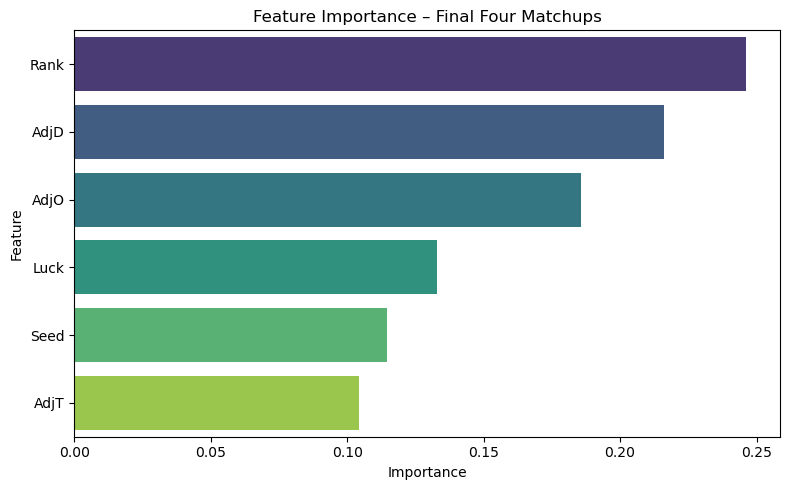 Feature Importance – Final Four Matchups
Feature
Rank
AdjD
AdjO
Luck
Seed
AdjT
0.00 0.05 0.10 0.15 0.20 0.25
Importance